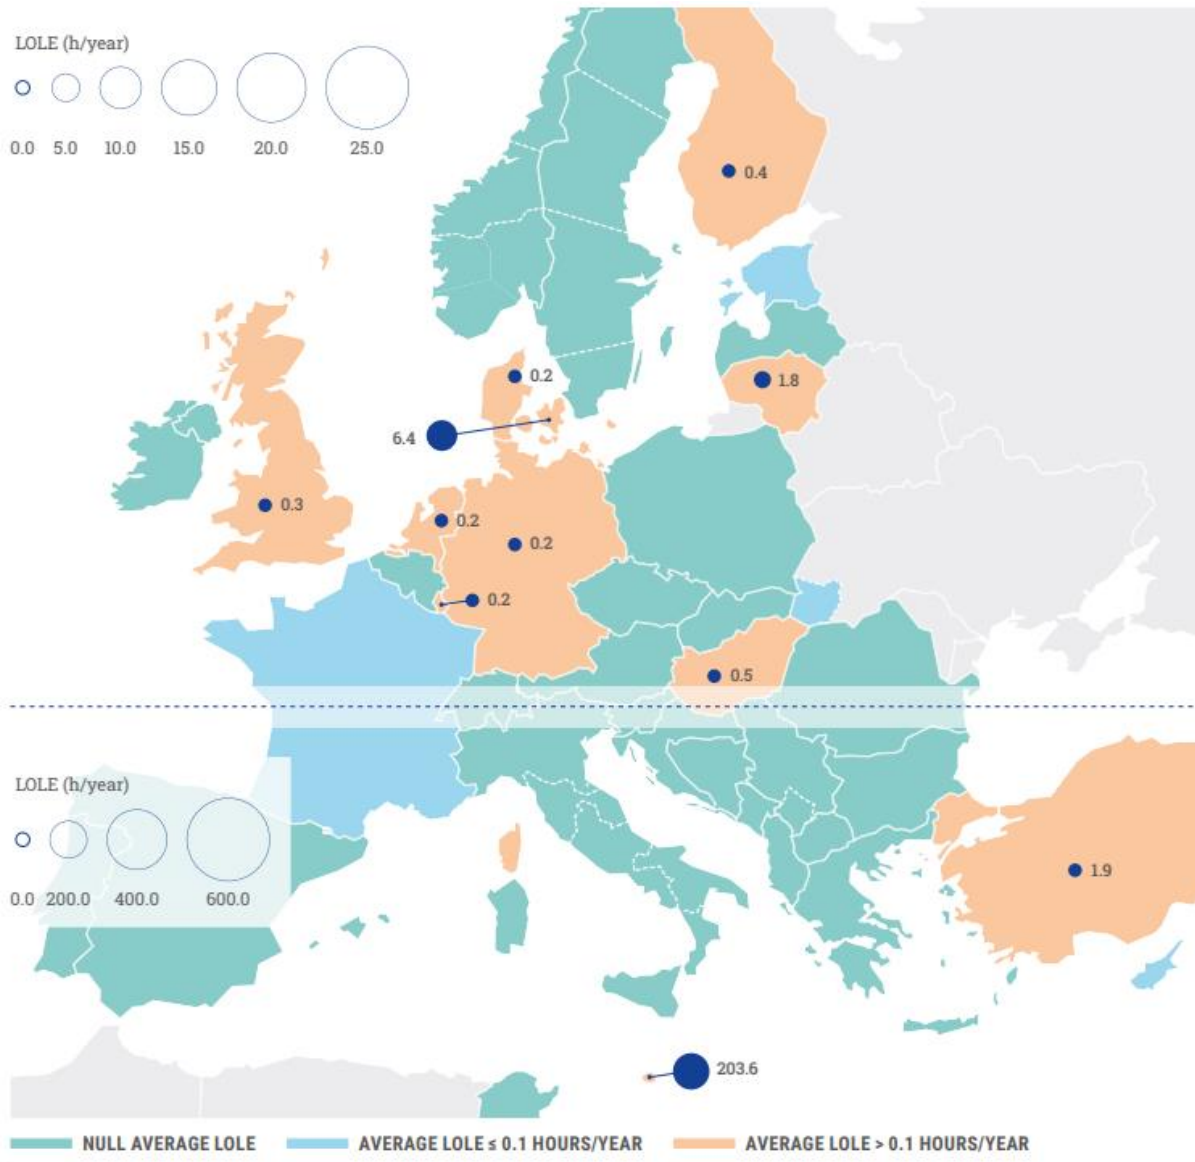 LOLE (h/year)
0.0 5.0 10.0 15.0 20.0 25.0
0.4
1.8
0.2
6.4
0.3
0.2
0.2
0.2
0.5
LOLE (h/year)
0.0 200.0 400.0 600.0
1.9
203.6
NULL AVERAGE LOLE AVERAGE LOLE ≤ 0.1 HOURS/YEAR AVERAGE LOLE > 0.1 HOURS/YEAR